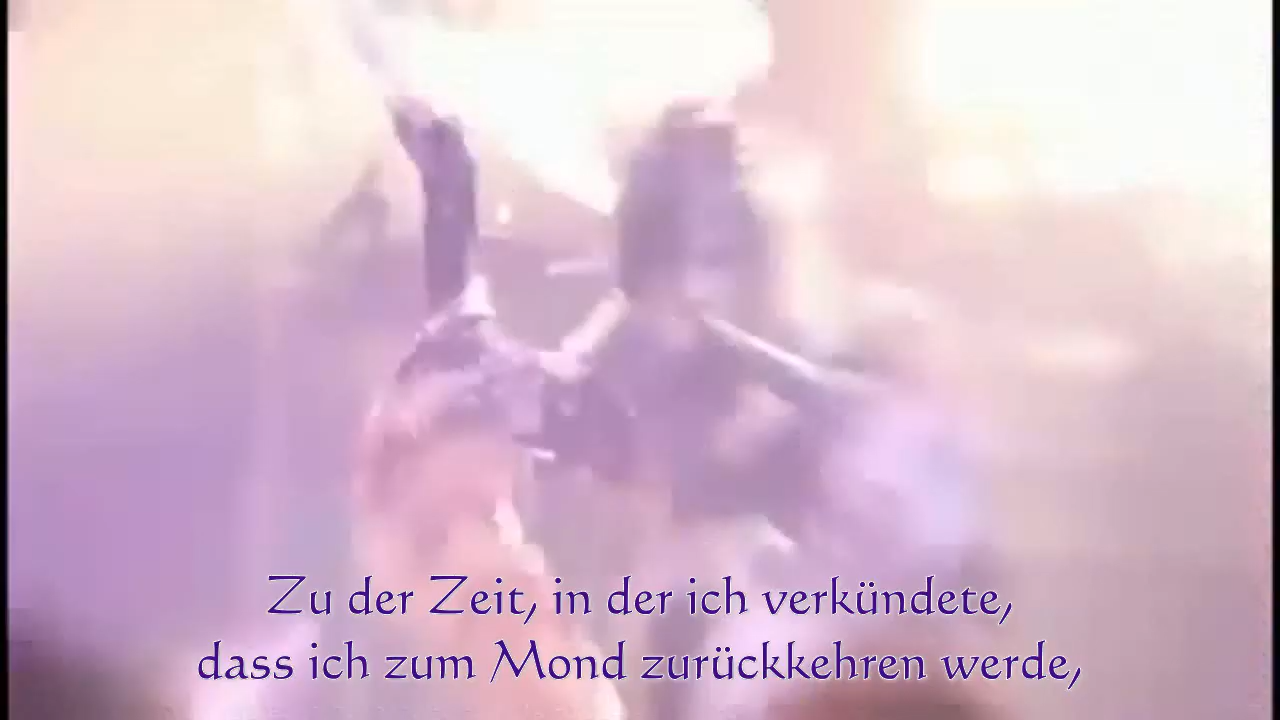 Zu der Zeit, in der ich verkündete,
dass ich zum Mond zurückkehren werde,